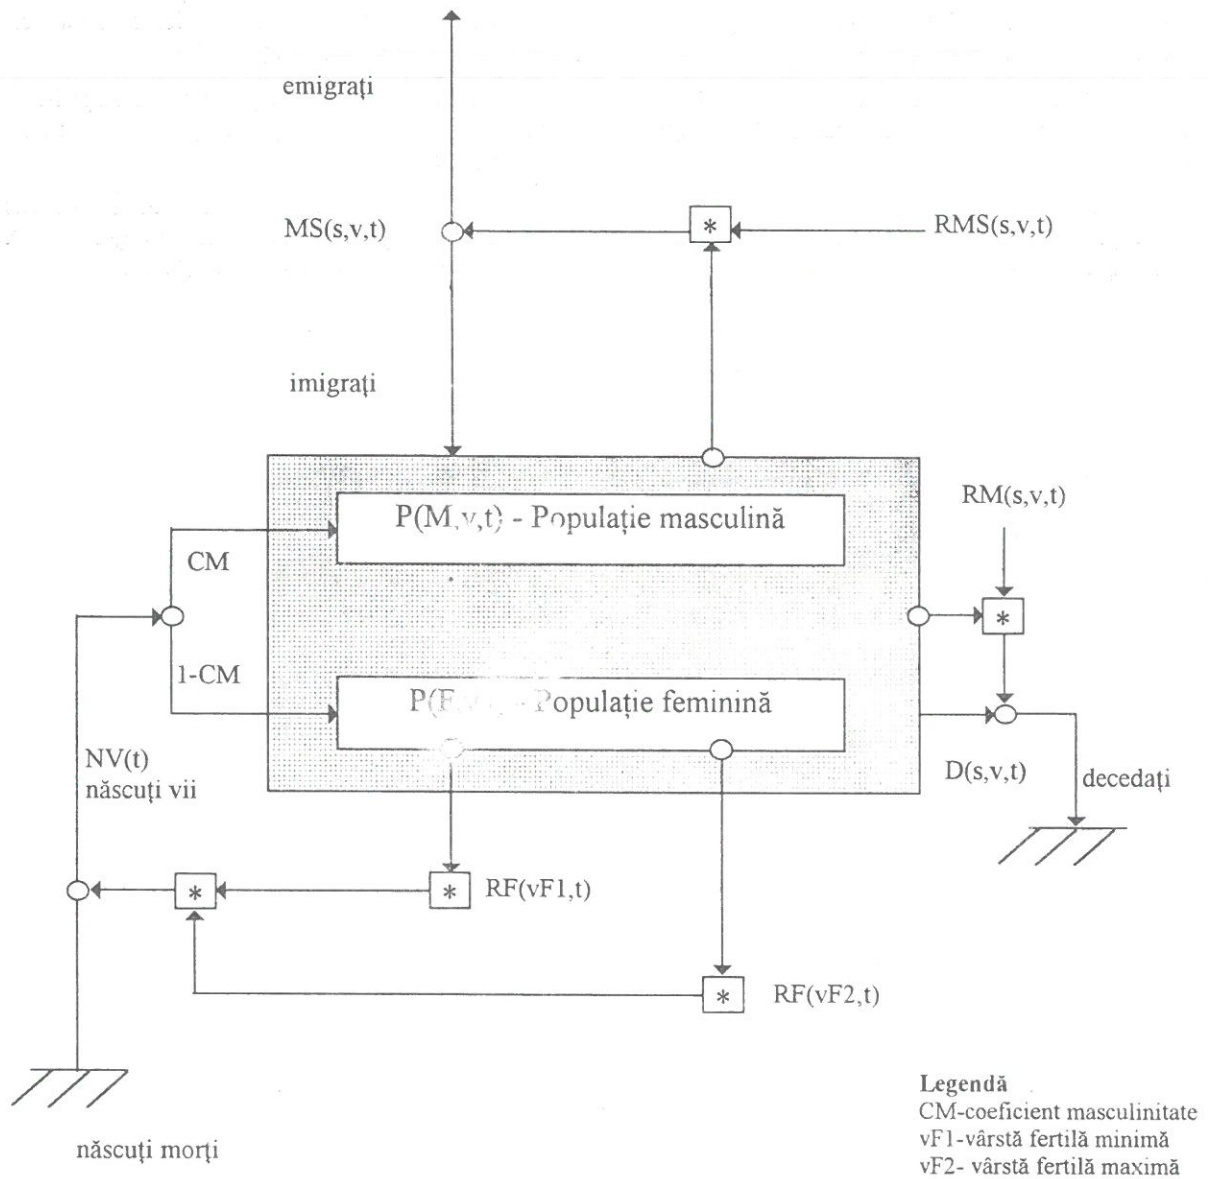 emigrați
MS(s,v,t)
*
RMS(s,v,t)
imigrați
P(M,v,t) - Populație masculină
RM(s,v,t)
CM
*
1-CM
- Populație feminină
NV(t)
născuți vii
D(s,v,t)
decedați
*
*
RF(vF1,t)
*
RF(vF2,t)
născuți morți
Legendă
CM-coeficient masculinitate
vF1-vârstă fertilă minimă
vF2- vârstă fertilă maximă